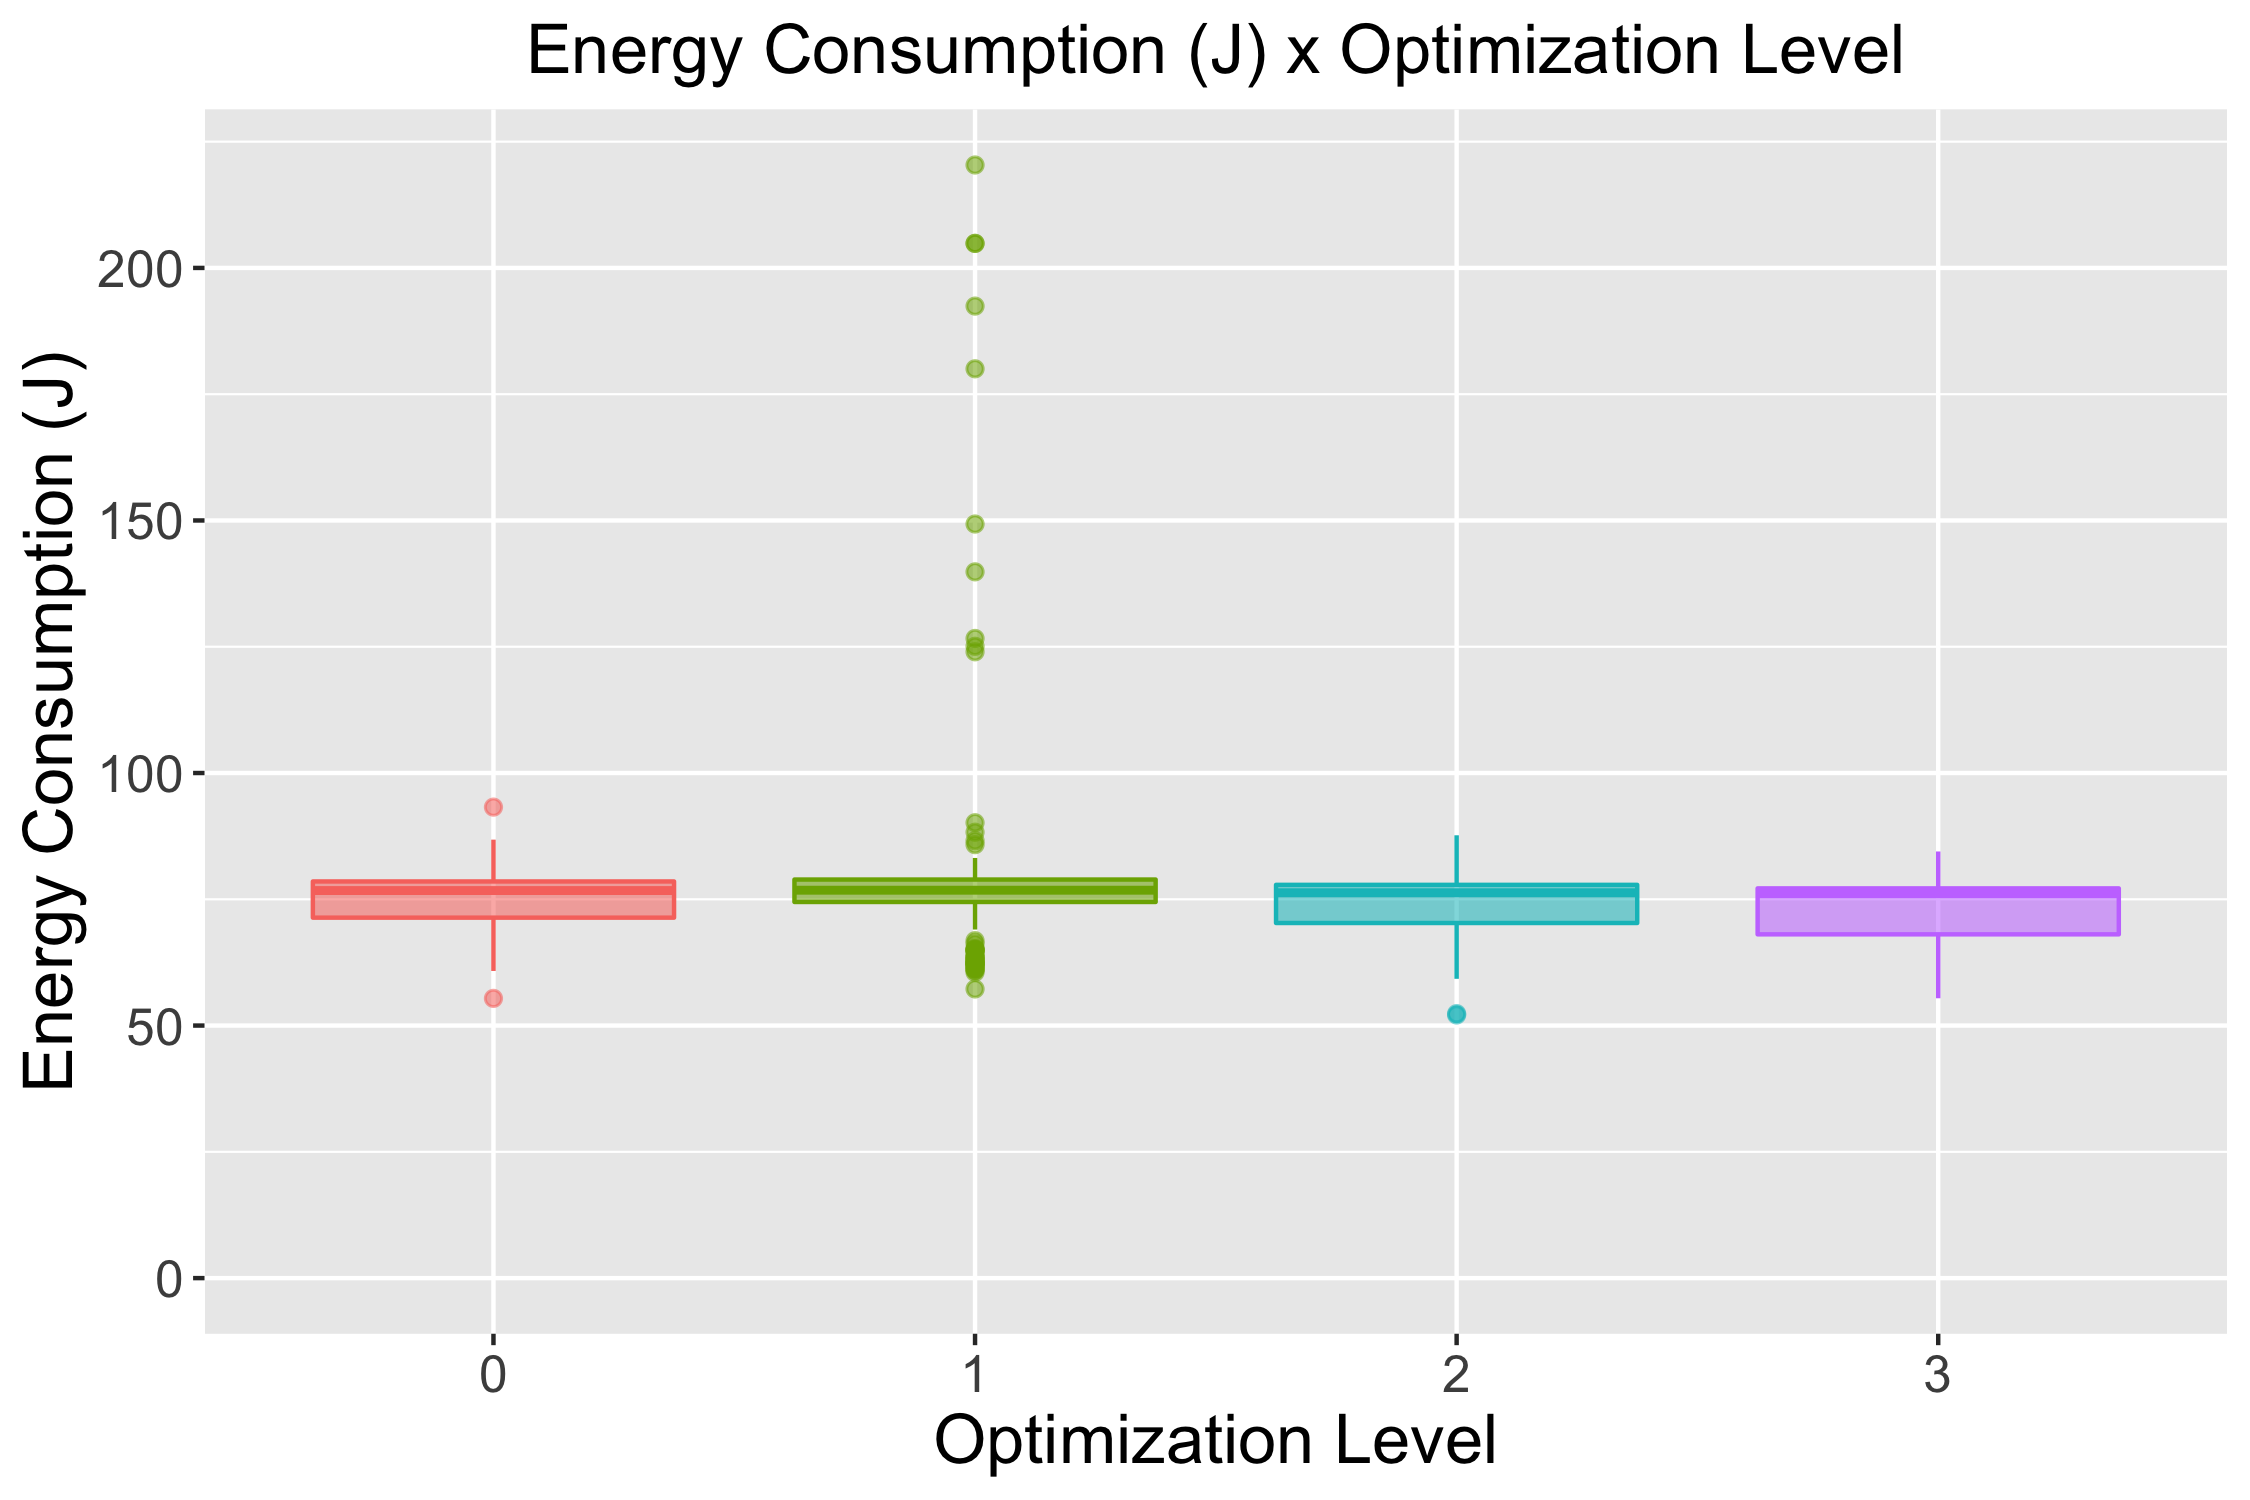 Energy Consumption (J) x Optimization Level
Energy Consumption (J)
200
150
100
50
0
0 1 2 3
Optimization Level